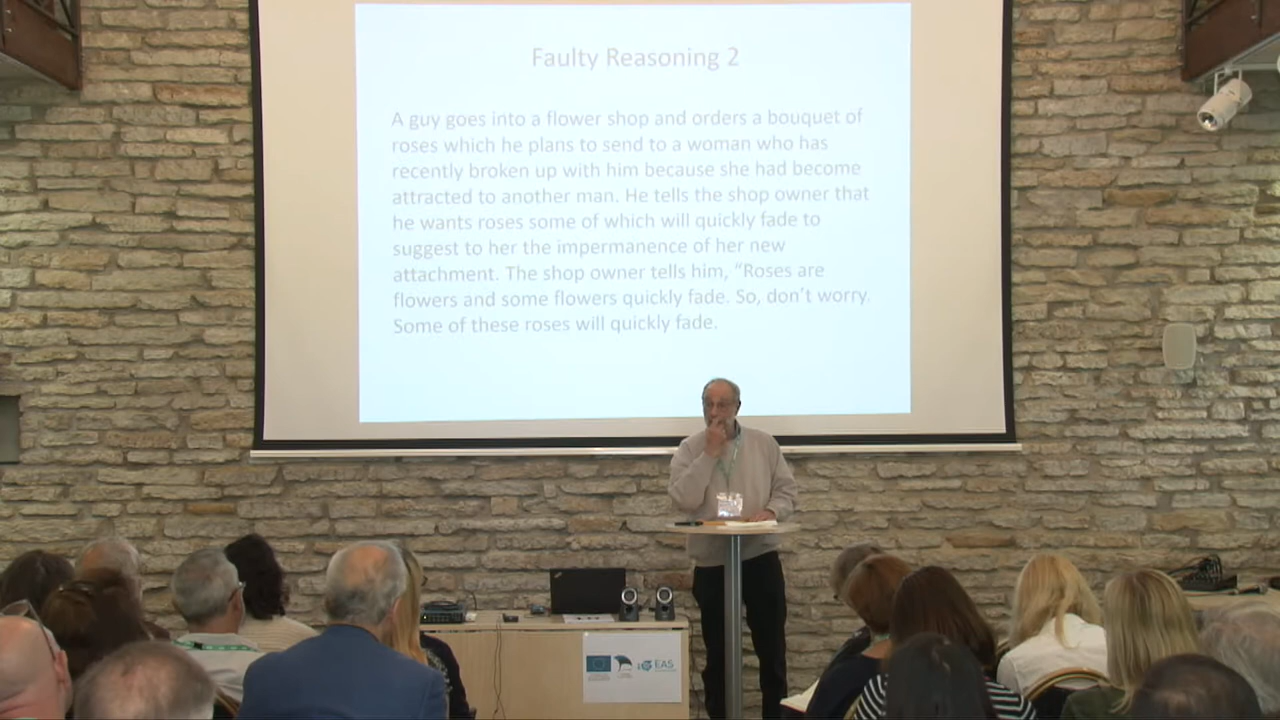 Faulty Reasoning 2
A guy goes into a flower shop and orders a bouquet of
roses which he plans to send to a woman who has
recently broken up with him because she had become
attracted to another man. He tells the shop owner that
he wants roses some of which will quickly fade to
suggest to her the impermanence of her new
attachment. The shop owner tells him, “Roses are
flowers and some flowers quickly fade. So, don’t worry.
Some of these roses will quickly fade.
EAS